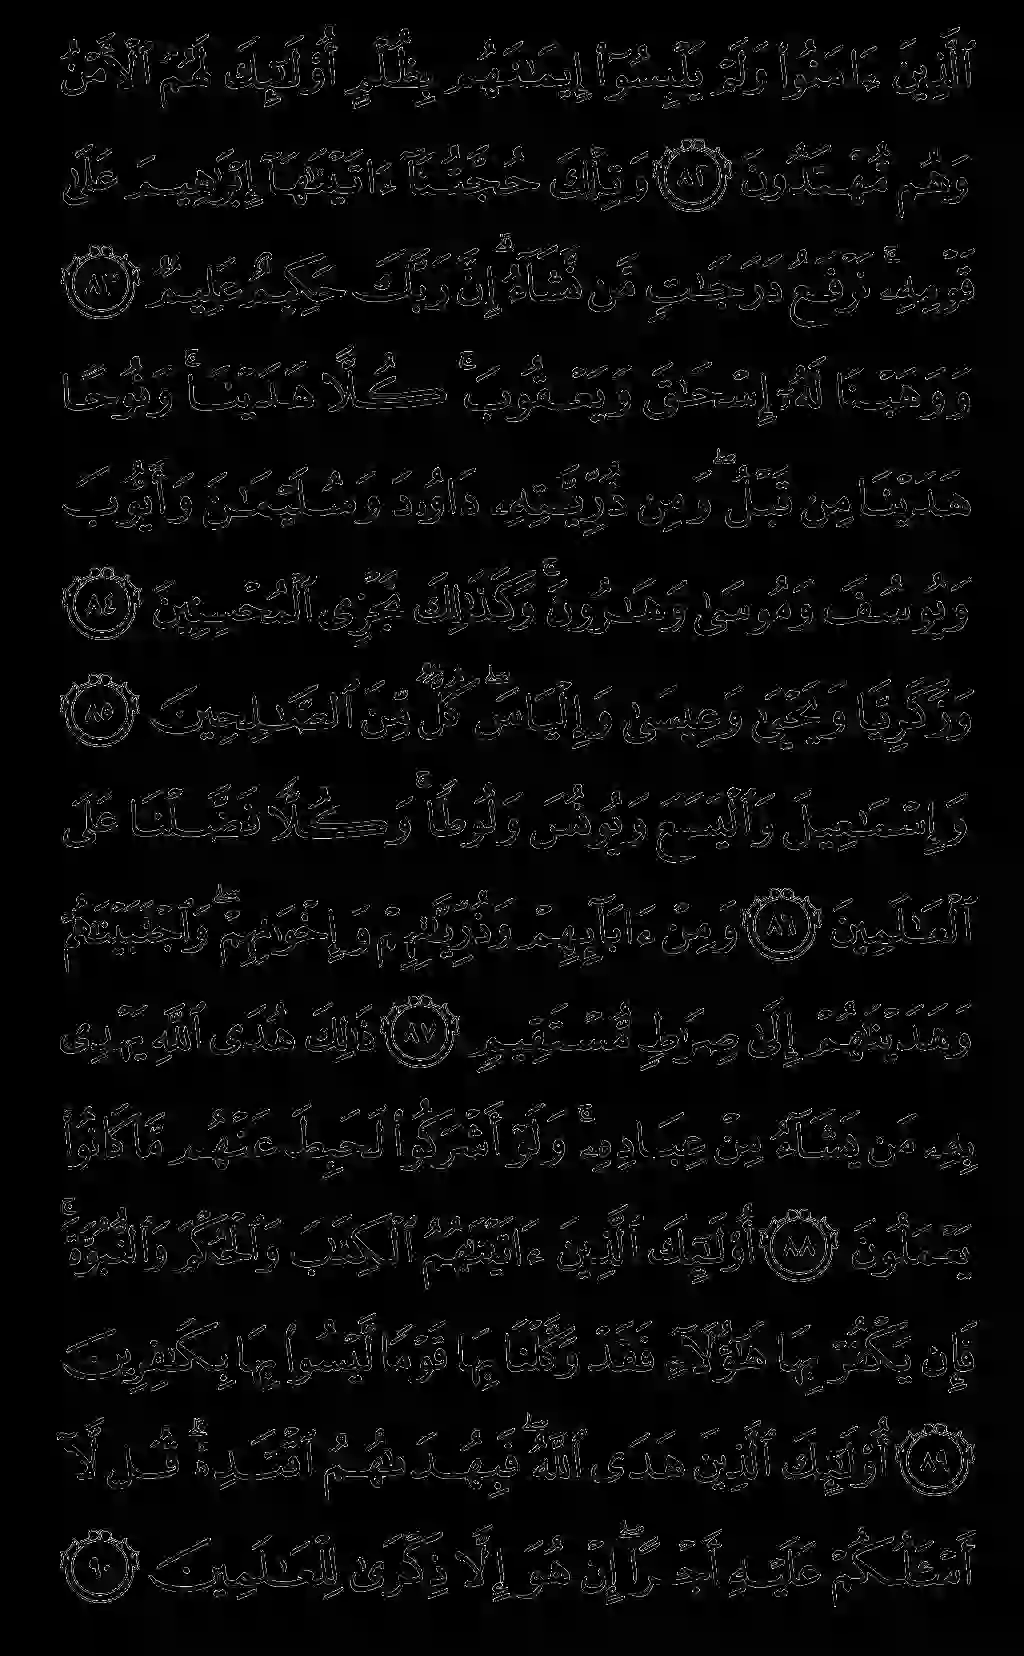 ٱلَّذِينَ ءَامَنُوا۟ وَلَمْ يَلْبِسُوٓا۟ إِيمَـٰنَهُم بِظُلْمٍ أُو۟لَـٰٓئِكَ لَهُمُ ٱلْأَمْنُ
وَهُم مُّهْتَدُونَ ٨٢ وَتِلْكَ حُجَّتُنَآ ءَاتَيْنَـٰهَآ إِبْرَٰهِيمَ عَلَىٰ
قَوْمِهِۦ ۚ نَرْفَعُ دَرَجَـٰتٍ مَّن نَّشَآءُ ۗ إِنَّ رَبَّكَ حَكِيمٌ عَلِيمٌ ٨٣
وَوَهَبْنَا لَهُۥٓ إِسْحَـٰقَ وَيَعْقُوبَ ۚ كُلًّا هَدَيْنَا ۚ وَنُوحًا
هَدَيْنَا مِن قَبْلُ ۖ وَمِن ذُرِّيَّتِهِۦ دَاوُۥدَ وَسُلَيْمَـٰنَ وَأَيُّوبَ
وَيُوسُفَ وَمُوسَىٰ وَهَـٰرُونَ ۚ وَكَذَٰلِكَ نَجْزِى ٱلْمُحْسِنِينَ ٨٤
وَزَكَرِيَّا وَيَحْيَىٰ وَعِيسَىٰ وَإِلْيَاسَ ۖ كُلٌّ مِّنَ ٱلصَّـٰلِحِينَ ٨٥
وَإِسْمَـٰعِيلَ وَٱلْيَسَعَ وَيُونُسَ وَلُوطًا ۚ وَكُلًّا فَضَّلْنَا عَلَى
ٱلْعَـٰلَمِينَ ٨٦ وَمِنْ ءَابَآئِهِمْ وَذُرِّيَّـٰتِهِمْ وَإِخْوَٰنِهِمْ ۖ وَٱجْتَبَيْنَـٰهُمْ
وَهَدَيْنَـٰهُمْ إِلَىٰ صِرَٰطٍ مُّسْتَقِيمٍ ٨٧ ذَٰلِكَ هُدَى ٱللَّهِ يَهْدِى
بِهِۦ مَن يَشَآءُ مِنْ عِبَادِهِۦ ۚ وَلَوْ أَشْرَكُوا۟ لَحَبِطَ عَنْهُم مَّا كَانُوا۟
يَعْمَلُونَ ٨٨ أُو۟لَـٰٓئِكَ ٱلَّذِينَ ءَاتَيْنَـٰهُمُ ٱلْكِتَـٰبَ وَٱلْحُكْمَ وَٱلنُّبُوَّةَ ۚ
فَإِن يَكْفُرْ بِهَا هَـٰٓؤُلَآءِ فَقَدْ وَكَّلْنَا بِهَا قَوْمًا لَّيْسُوا۟ بِهَا بِكَـٰفِرِينَ
٨٩ أُو۟لَـٰٓئِكَ ٱلَّذِينَ هَدَى ٱللَّهُ ۖ فَبِهُدَىٰهُمُ ٱقْتَدِهْ ۗ قُل لَّآ
أَسْـَٔلُكُمْ عَلَيْهِ أَجْرًا ۖ إِنْ هُوَ إِلَّا ذِكْرَىٰ لِلْعَـٰلَمِينَ ٩٠